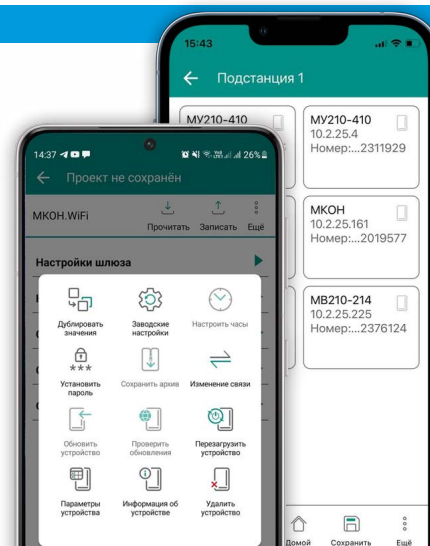 15:43
Подстанция 1
МУ210-410
МУ210-410
10.2.25.4
Номер:...2311929
МКОН
10.2.25.161
Номер:...2019577
МВ210-214
10.2.25.225
Номер:...2376124
Домой
Сохранить
Ещё
14:37
26%
Проект не сохранён
МКОН.WiFi
Прочитать
Записать
Ещё
Настройки шлюза
Дублировать
значения
Заводские
настройки
Настроить часы
***
Установить
пароль
Сохранить архив
Изменение связи
Обновить
устройство
Проверить
обновления
Перезагрузить
устройство
Параметры
устройства
Информация об
устройстве
Удалить
устройство